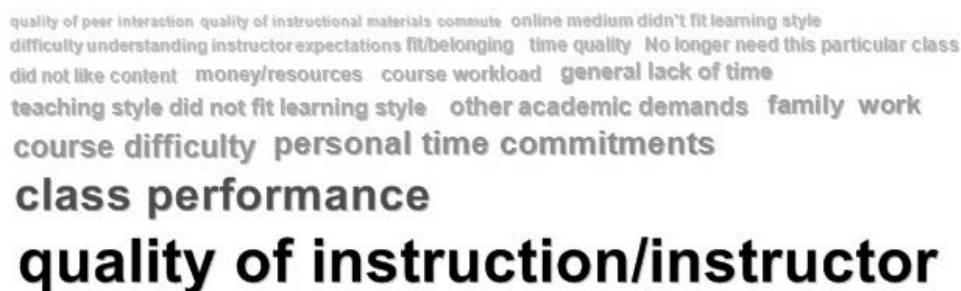 quality of peer interaction quality of instructional materials commute online medium didn't fit learning style
difficulty understanding instructor expectations fit/belonging time quality No longer need this particular class
did not like content money/resources course workload general lack of time
teaching style did not fit learning style other academic demands family work
course difficulty personal time commitments
class performance
quality of instruction/instructor